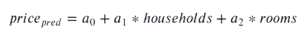 price_pred = a_0 + a_1 * households + a_2 * rooms